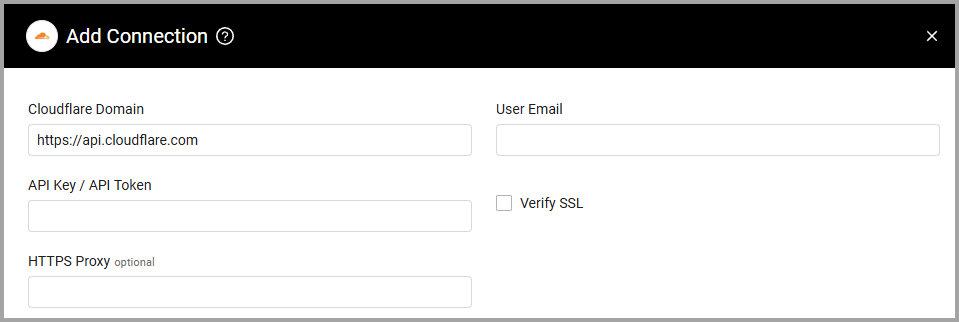 Add Connection ?
Cloudflare Domain
https://api.cloudflare.com
User Email
API Key / API Token
Verify SSL
HTTPS Proxy optional